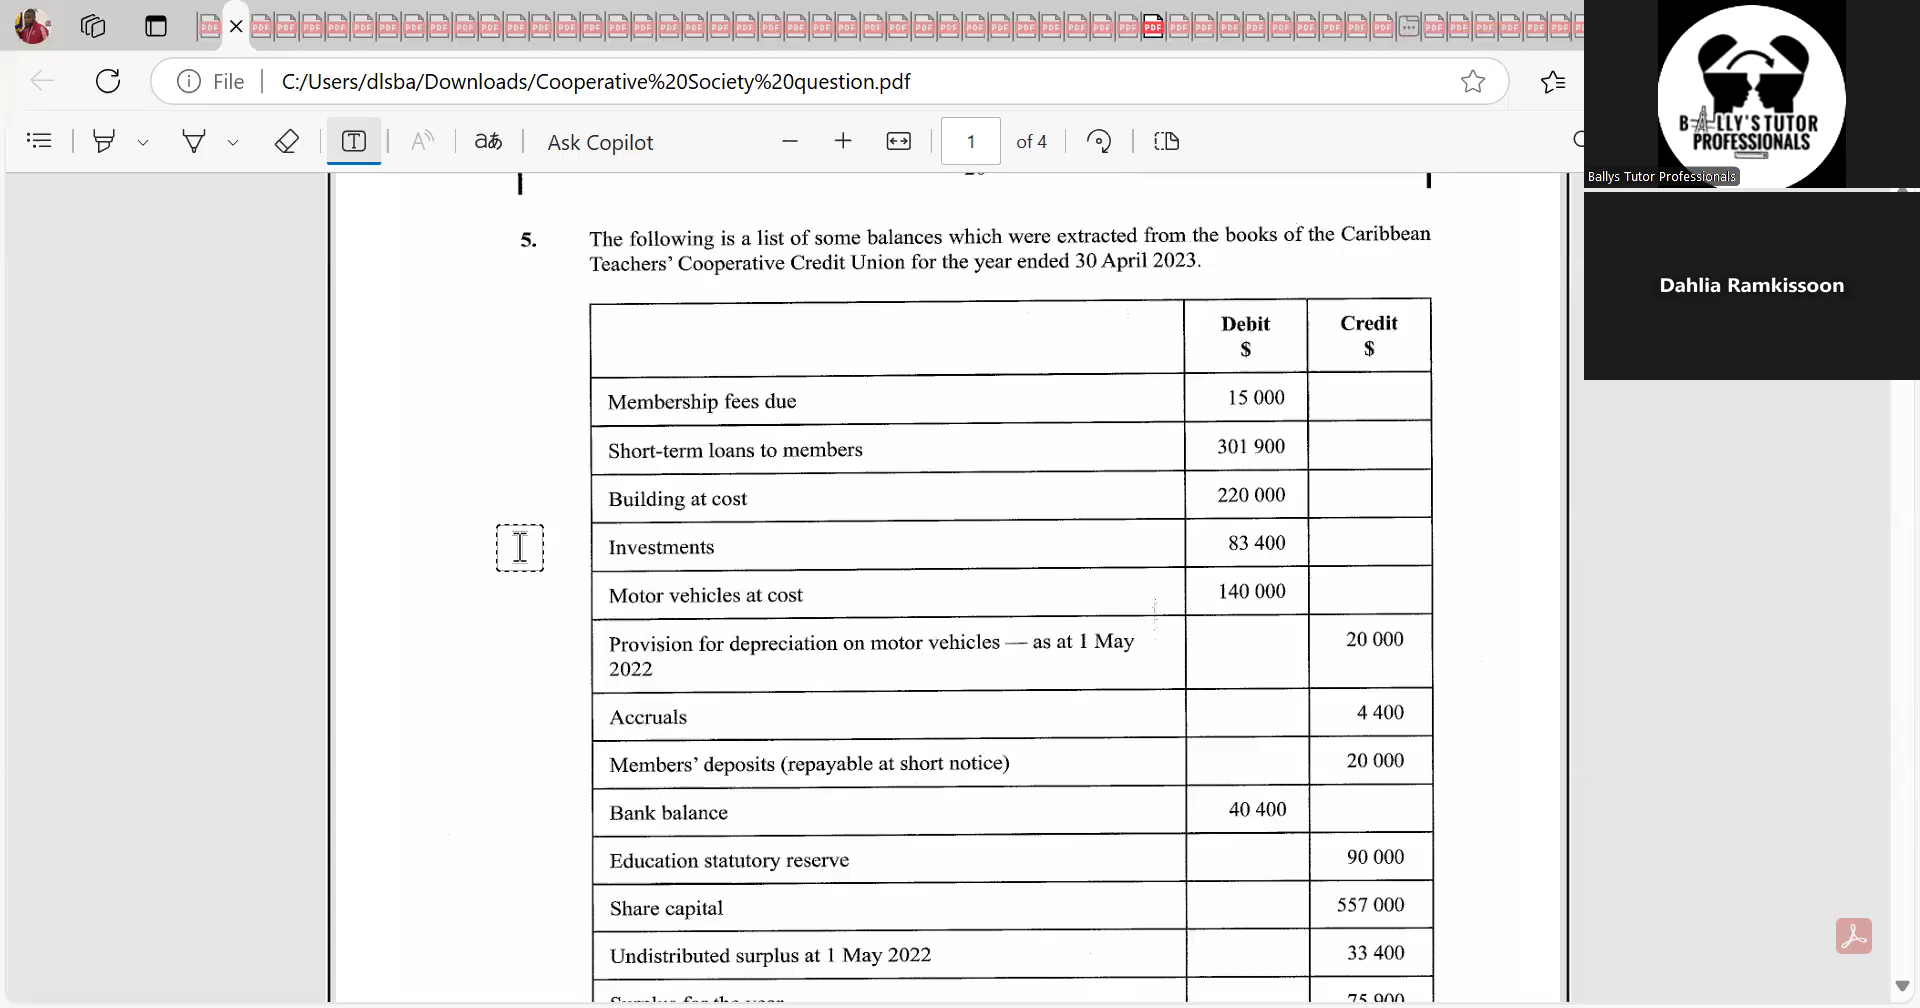 File
C:/Users/dlsba/Downloads/Cooperative%20Society%20question.pdf
Ask Copilot
1 of 4
5. The following is a list of some balances which were extracted from the books of the Caribbean
Teachers' Cooperative Credit Union for the year ended 30 April 2023.
Debit Credit
$ $
Membership fees due 15 000
Short-term loans to members 301 900
Building at cost 220 000
Investments 83 400
Motor vehicles at cost 140 000
Provision for depreciation on motor vehicles — as at 1 May 20 000
2022
Accruals 4 400
Members' deposits (repayable at short notice) 20 000
Bank balance 40 400
Education statutory reserve 90 000
Share capital 557 000
Undistributed surplus at 1 May 2022 33 400
Surplus for the year 75 900
BALLY'S TUTOR
PROFESSIONALS
Ballys Tutor Professionals
Dahlia Ramkissoon